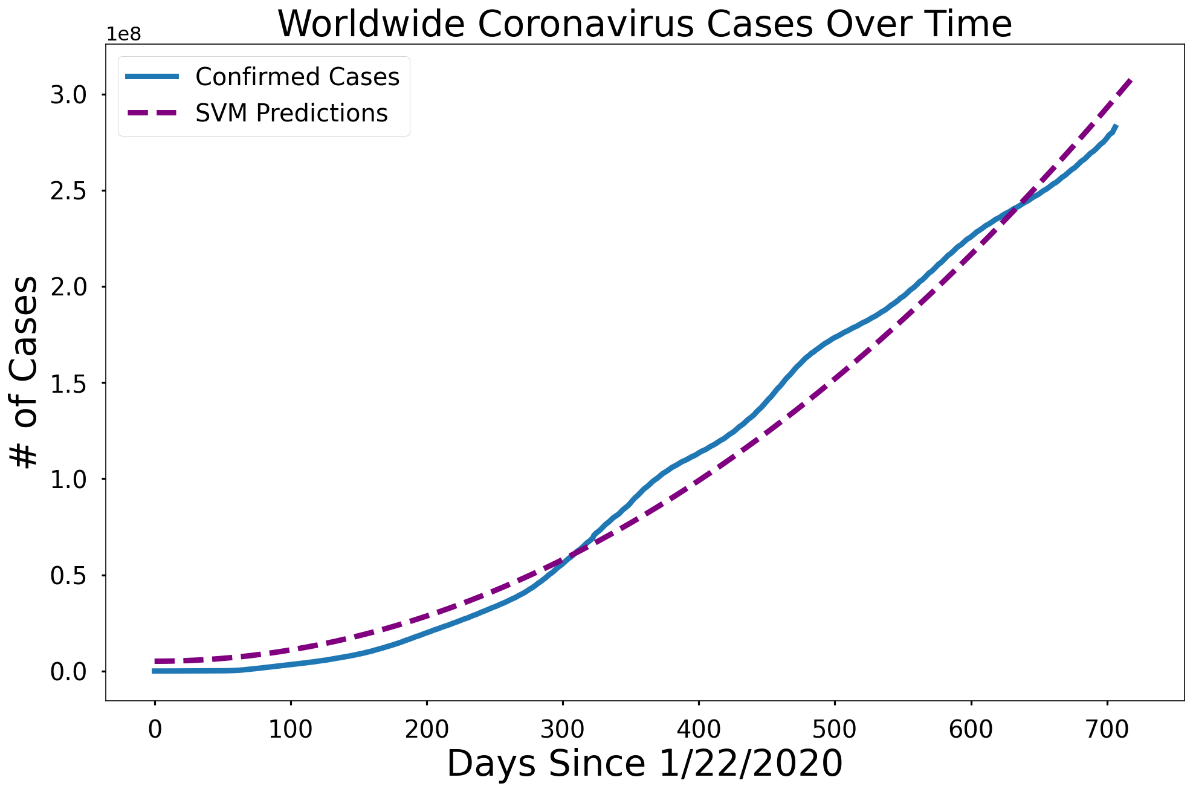 Worldwide Coronavirus Cases Over Time
1e8
Confirmed Cases
SVM Predictions
3.0
2.5
2.0
1.5
1.0
0.5
0.0
# of Cases
0 100 200 300 400 500 600 700
Days Since 1/22/2020